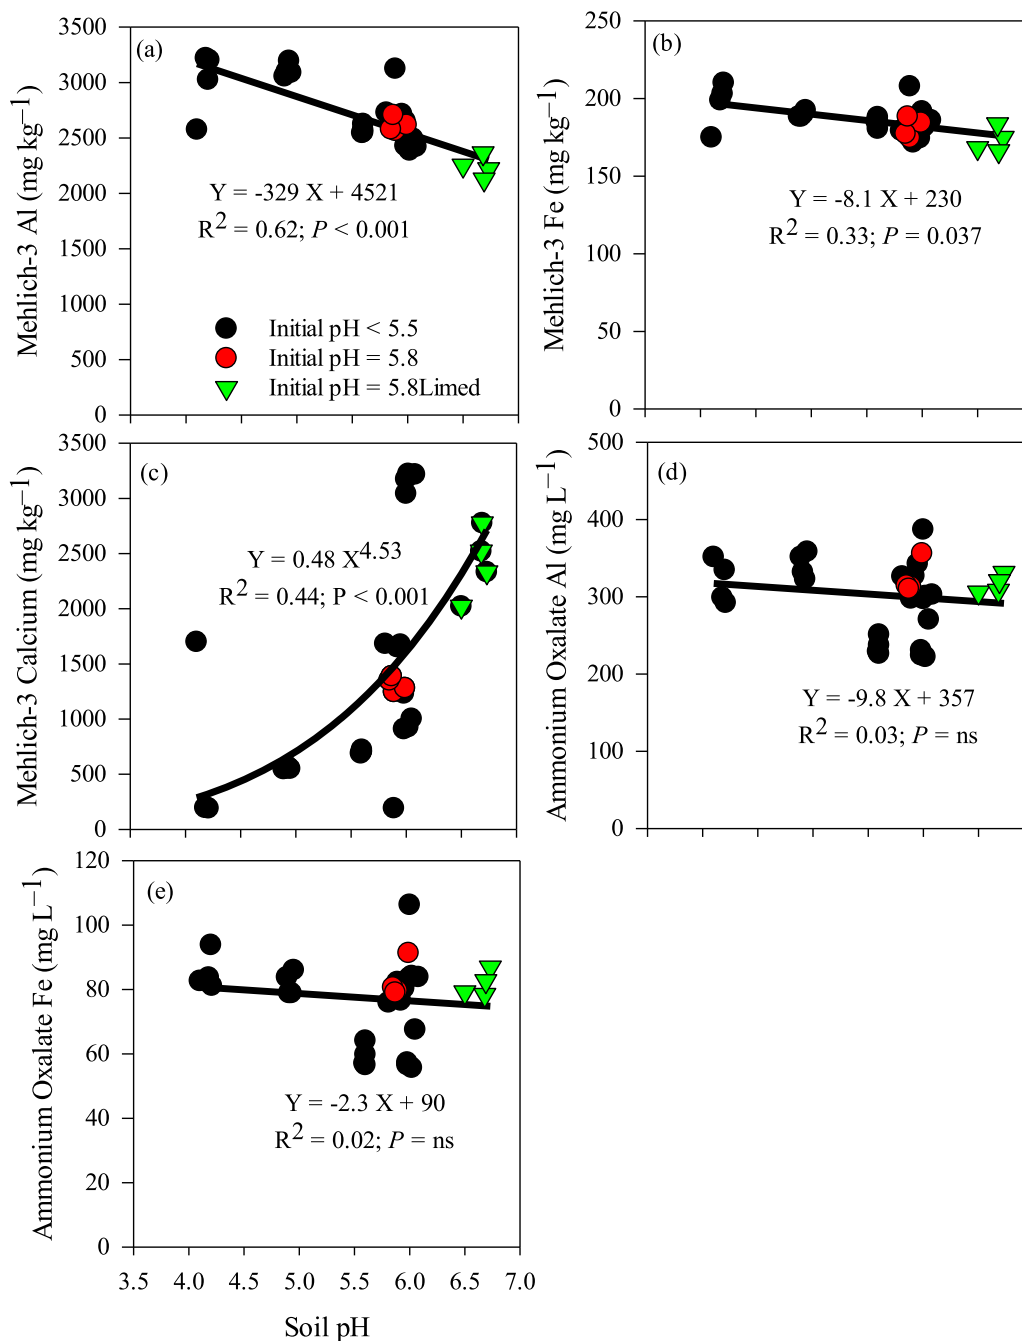 (a)
Mehlich-3 Al (mg kg−1)
3500
3000
2500
2000
1500
1000
500
0
Y = -329 X + 4521
R2 = 0.62; P < 0.001
Initial pH < 5.5
Initial pH = 5.8
Initial pH = 5.8Limed
(b)
Mehlich-3 Fe (mg kg−1)
250
200
150
100
50
0
Y = -8.1 X + 230
R2 = 0.33; P = 0.037
(c)
Mehlich-3 Calcium (mg kg−1)
3500
3000
2500
2000
1500
1000
500
0
Y = 0.48 X4.53
R2 = 0.44; P < 0.001
(d)
Ammonium Oxalate Al (mg L−1)
500
400
300
200
100
0
Y = -9.8 X + 357
R2 = 0.03; P = ns
(e)
Ammonium Oxalate Fe (mg L−1)
120
100
80
60
40
20
0
Y = -2.3 X + 90
R2 = 0.02; P = ns
3.5 4.0 4.5 5.0 5.5 6.0 6.5 7.0
Soil pH